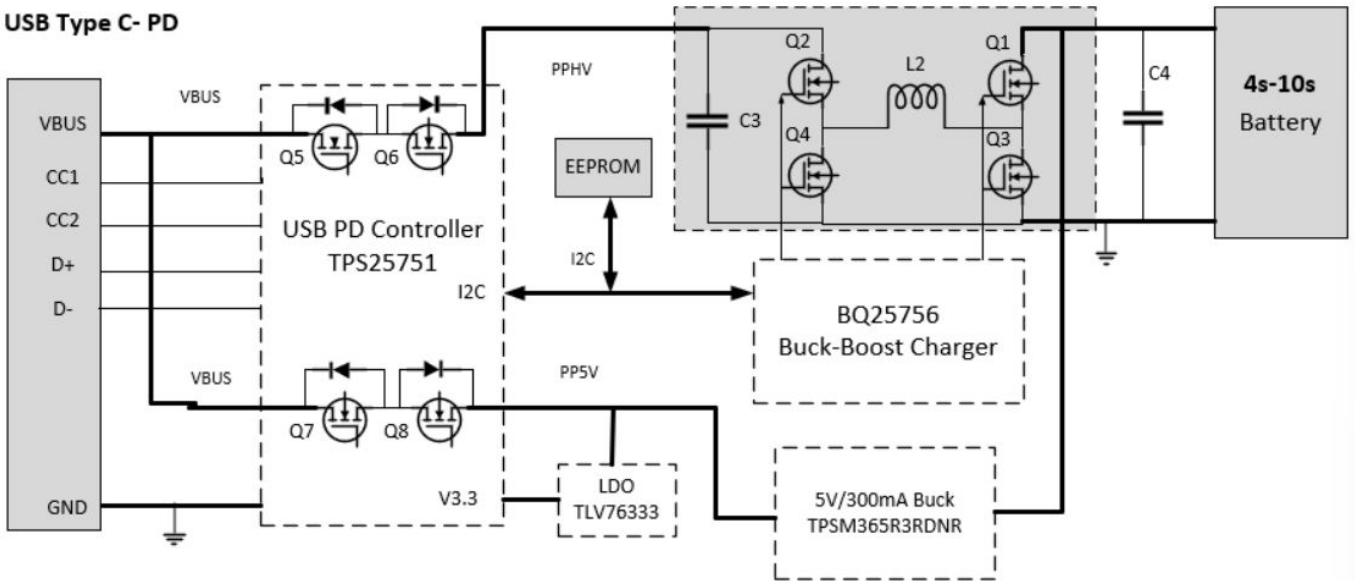 USB Type C- PD
VBUS
CC1
CC2
D+
D-
GND
VBUS
VBUS
Q5
Q6
USB PD Controller
TPS25751
I2C
Q7
Q8
V3.3
PPHV
EEPROM
I2C
PP5V
LDO
TLV76333
C3
Q2
Q4
L2
Q1
Q3
BQ25756
Buck-Boost Charger
5V/300mA Buck
TPSM365R3RDNR
C4
4s-10s
Battery